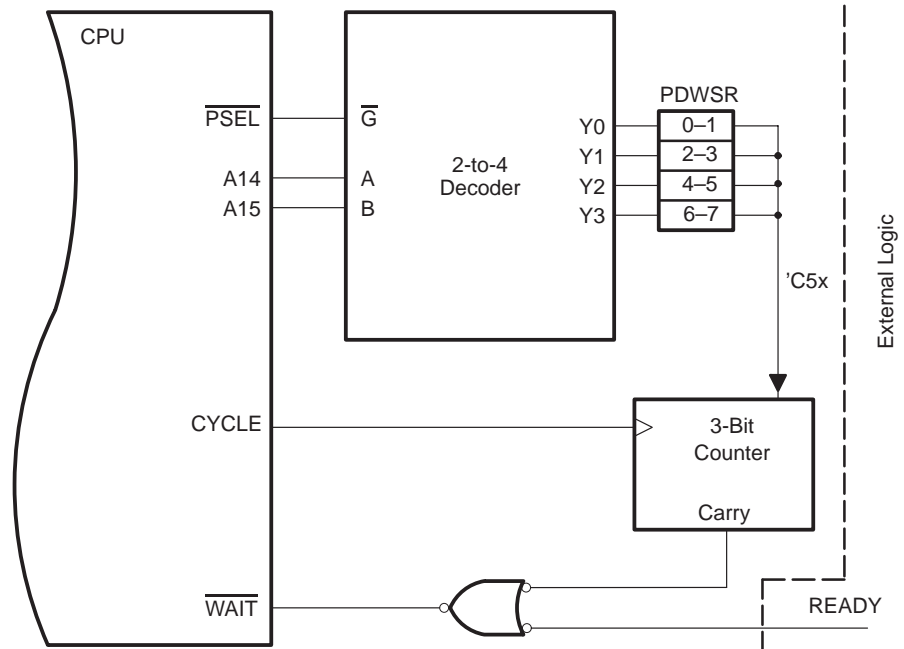 CPU
PSEL
A14
A15
CYCLE
WAIT
G
A
B
2-to-4
Decoder
Y0
Y1
Y2
Y3
PDWSR
0–1
2–3
4–5
6–7
’C5x
3-Bit
Counter
Carry
READY
External Logic